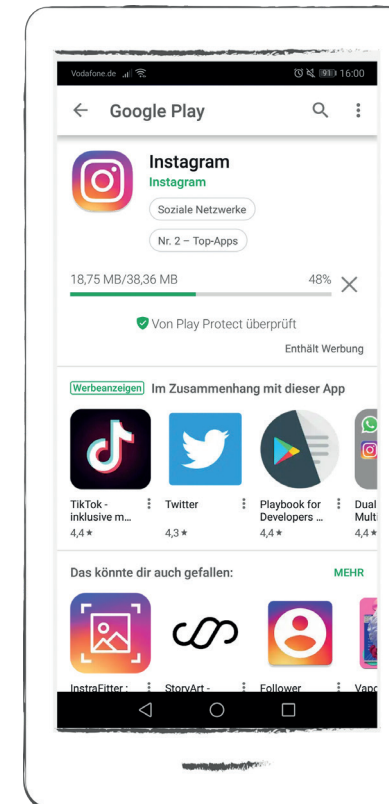 Vodafone.de 91 16:00
Google Play
Instagram
Instagram
Soziale Netzwerke
Nr. 2 – Top-Apps
18,75 MB/38,36 MB 48%
Von Play Protect überprüft
Enthält Werbung
Werbeanzeigen Im Zusammenhang mit dieser App
TikTok - Twitter Playbook for Dual
inklusive m... Developers ... Multi
4,4★ 4,3★ 4,4★ 4,4★
Das könnte dir auch gefallen: MEHR
InstraFitter : StoryArt - Follower